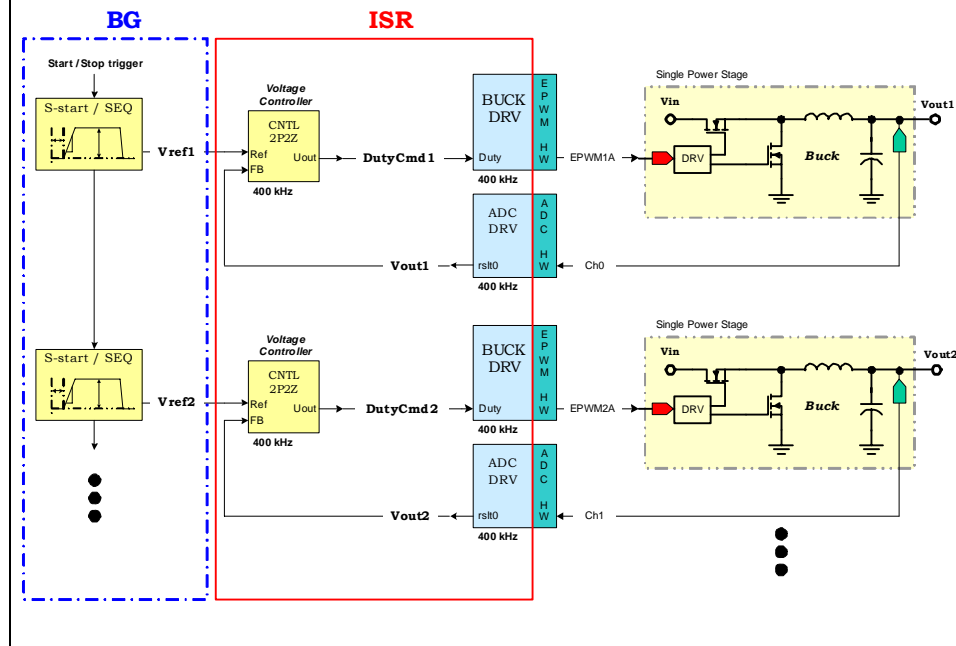 BG
ISR
Start /Stop trigger
S-start / SEQ
Vref1
Voltage
Controller
CNTL
2P2Z
Ref
FB
Uout
400 kHz
DutyCmd1
BUCK
DRV
Duty
400 kHz
EPWM HW
EPWM1A
ADC
DRV
rslt0
400 kHz
ADC HW
Vout1
Ch0
Single Power Stage
Vin
DRV
Buck
Vout1
S-start / SEQ
Vref2
Voltage
Controller
CNTL
2P2Z
Ref
FB
Uout
400 kHz
DutyCmd2
BUCK
DRV
Duty
400 kHz
EPWM HW
EPWM2A
ADC
DRV
rslt0
400 kHz
ADC HW
Vout2
Ch1
Single Power Stage
Vin
DRV
Buck
Vout2